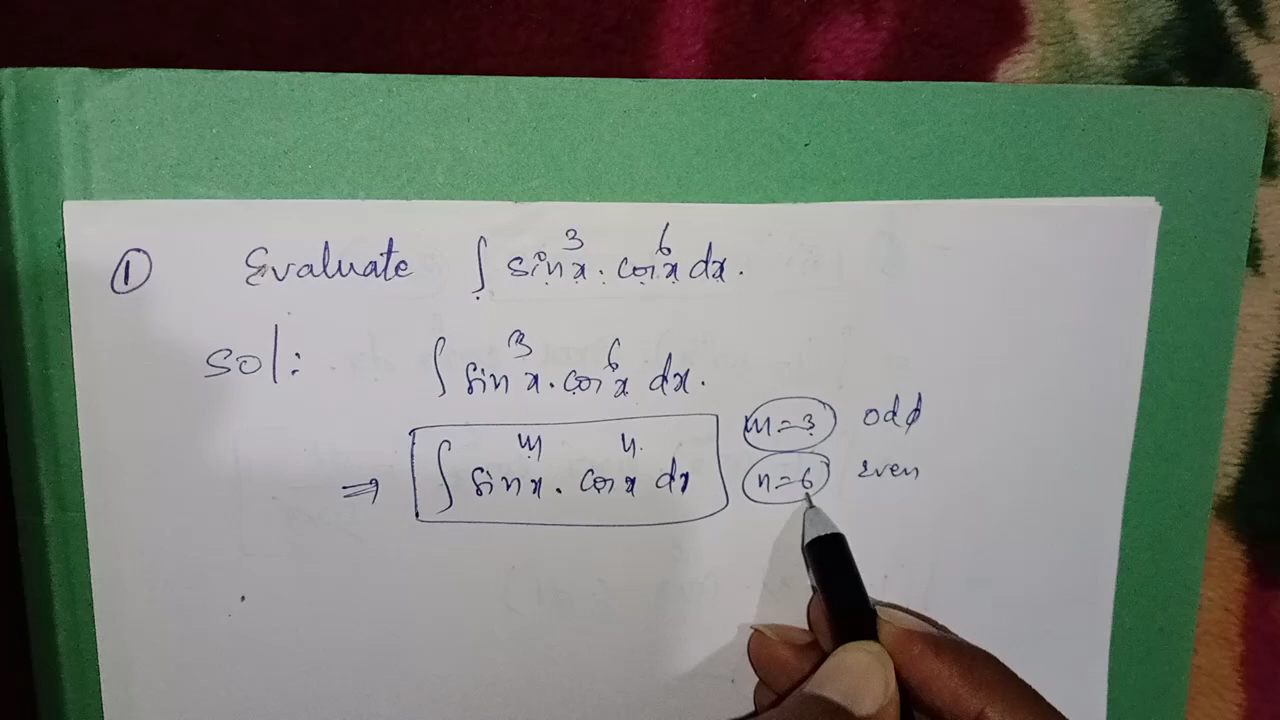 ① Evaluate ∫ sin³x . cos⁶x dx.
Sol: ∫ sin³x . cos⁶x dx.
m=3 odd
⇒ ∫ sinᵐx . cosⁿx dx n=6 even